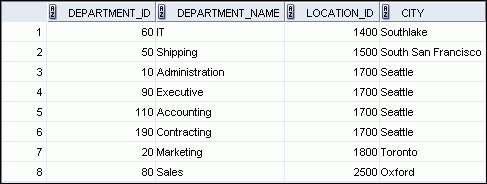 DEPARTMENT_ID DEPARTMENT_NAME LOCATION_ID CITY
1 60 IT 1400 Southlake
2 50 Shipping 1500 South San Francisco
3 10 Administration 1700 Seattle
4 90 Executive 1700 Seattle
5 110 Accounting 1700 Seattle
6 190 Contracting 1700 Seattle
7 20 Marketing 1800 Toronto
8 80 Sales 2500 Oxford